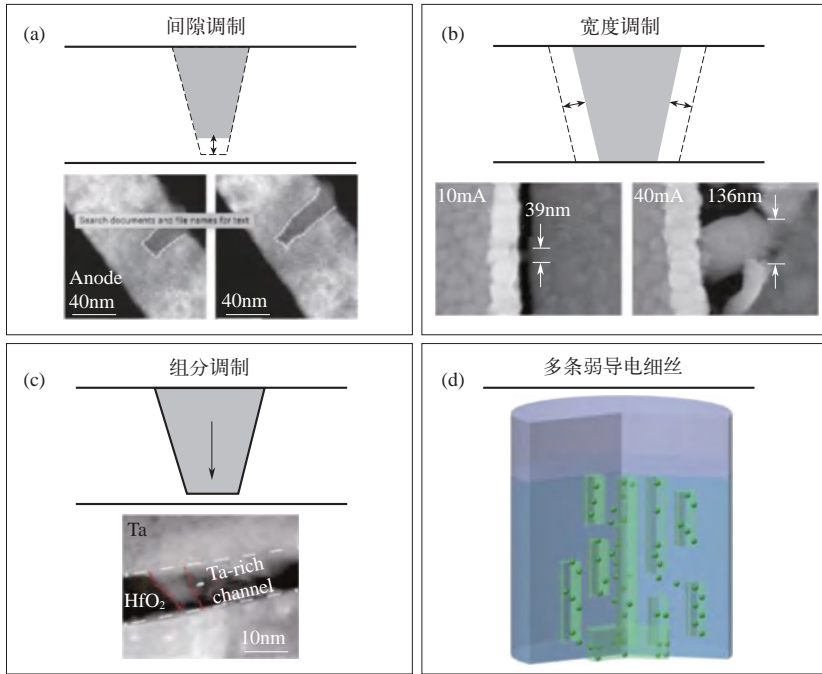 (a)
间隙调制
Search documents and file names for text
Anode
40nm
40nm
(b)
宽度调制
10mA
39nm
40mA
136nm
(c)
组分调制
Ta
Ta-rich
channel
HfO₂
10nm
(d)
多条弱导电细丝